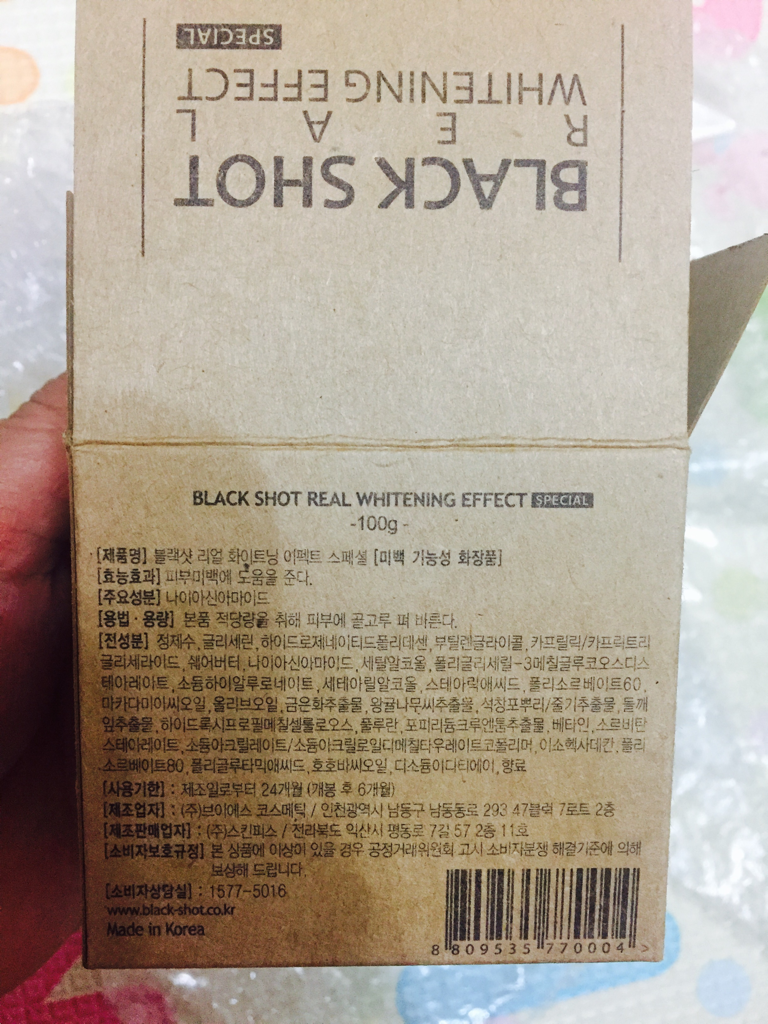 BLACK SHOT
R E A L
WHITENING EFFECT
SPECIAL
BLACK SHOT REAL WHITENING EFFECT SPECIAL
-100g-
[제품명] 블랙샷 리얼 화이트닝 이펙트 스페셜 [미백 기능성 화장품]
[효능효과] 피부미백에 도움을 준다.
[주요성분] 나이아신아마이드
[용법·용량] 본품 적당량을 취해 피부에 골고루 펴 바른다.
[전성분] 정제수, 글리세린, 하이드로제네이티드폴리데센, 부틸렌글라이콜, 카프릴릭/카프릭트리
글리세라이드, 쉐어버터, 나이아신아마이드, 세틸알코올, 폴리글리세릴-3메칠글루코오스디스
테아레이트, 소듐하이알루로네이트, 세테아릴알코올, 스테아릭애씨드, 폴리소르베이트60,
마카다미아씨오일, 올리브오일, 금은화추출물, 왕귤나무씨추출물, 석창포뿌리/줄기추출물, 들깨
잎추출물, 하이드록시프로필메칠셀룰로오스, 풀루란, 포피리듐크루엔툼추출물, 베타인, 소르비탄
스테아레이트, 소듐아크릴레이트/소듐아크릴로일디메칠타우레이트코폴리머, 이소헥사데칸, 폴리
소르베이트80, 폴리글루타믹애씨드, 호호바씨오일, 디소듐이디티에이, 향료
[사용기한] : 제조일로부터 24개월 (개봉 후 6개월)
[제조업자] : (주)브이에스 코스메틱 / 인천광역시 남동구 남동동로 293 47블럭 7로트 2층
[제조판매업자] : (주)스킨피스 / 전라북도 익산시 평동로 7길 57 2층 11호
[소비자보호규정] 본 상품에 이상이 있을 경우 공정거래위원회 고시 소비자분쟁 해결기준에 의해
보상해 드립니다.
[소비자상담실] : 1577-5016
www.black-shot.co.kr
Made in Korea
8 809535 770004 >